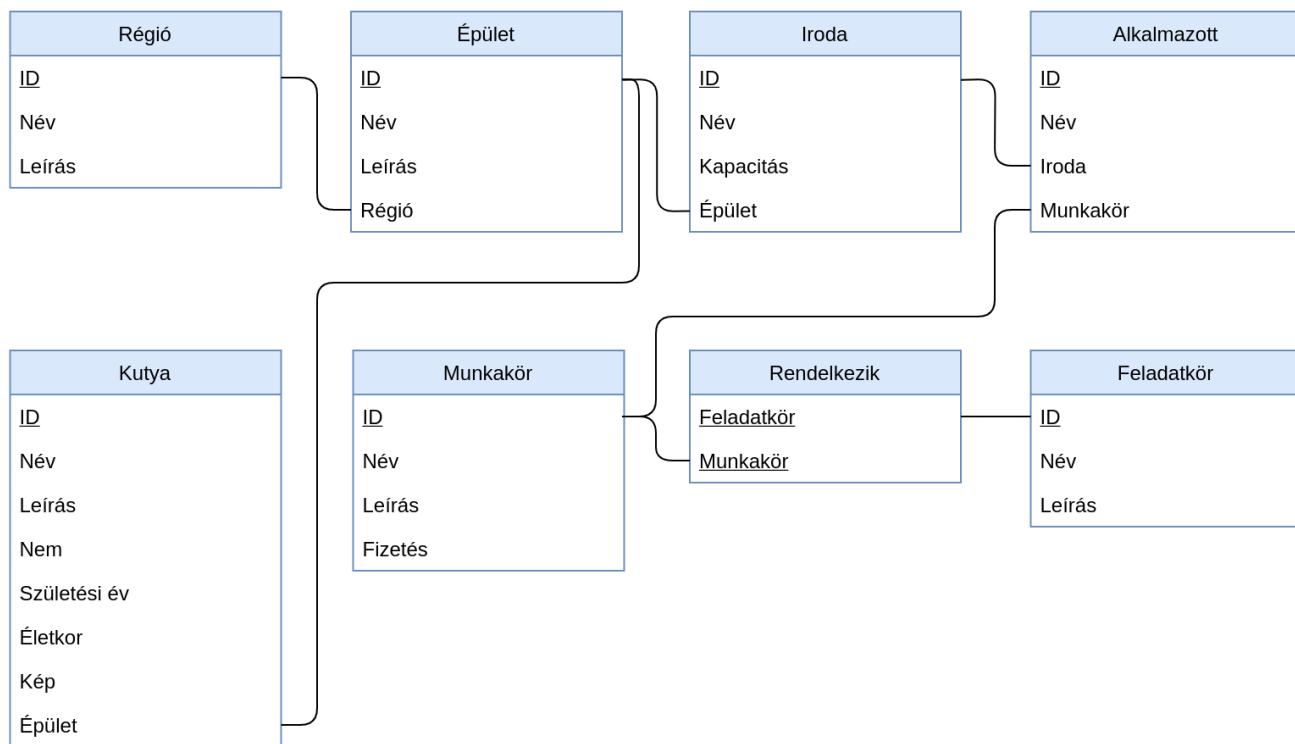 Régió
ID
Név
Leírás
Épület
ID
Név
Leírás
Régió
Iroda
ID
Név
Kapacitás
Épület
Alkalmazott
ID
Név
Iroda
Munkakör
Kutya
ID
Név
Leírás
Nem
Születési év
Életkor
Kép
Épület
Munkakör
ID
Név
Leírás
Fizetés
Rendelkezik
Feladatkör
Munkakör
Feladatkör
ID
Név
Leírás